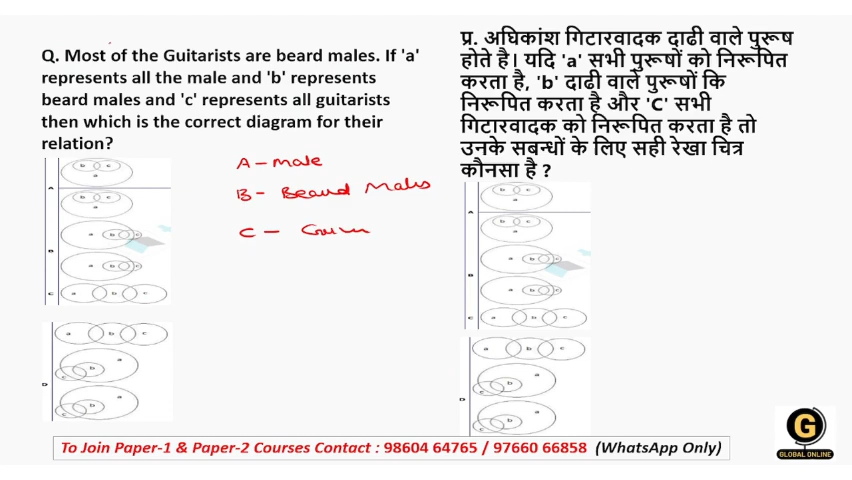 Q. Most of the Guitarists are beard males. If 'a'
represents all the male and 'b' represents
beard males and 'c' represents all guitarists
then which is the correct diagram for their
relation?
A – male
B – Beard Males
C –
b c
a
A
b c
a
a b c
B
a b c
C a b c
a b c
a
b
c
D
a
b
c
प्र. अधिकांश गिटारवादक दाढी वाले पुरूष
होते है। यदि 'a' सभी पुरूषों को निरूपित
करता है, 'b' दाढी वाले पुरूषों कि
निरूपित करता है और 'C' सभी
गिटारवादक को निरूपित करता है तो
उनके सबन्धों के लिए सही रेखा चित्र
कौनसा है ?
b c
a
A
b c
a
a b c
B
a b c
C a b c
a b c
a
b
c
D
a
b
c
To Join Paper-1 & Paper-2 Courses Contact : 98604 64765 / 97660 66858 (WhatsApp Only)
G
GLOBAL ONLINE